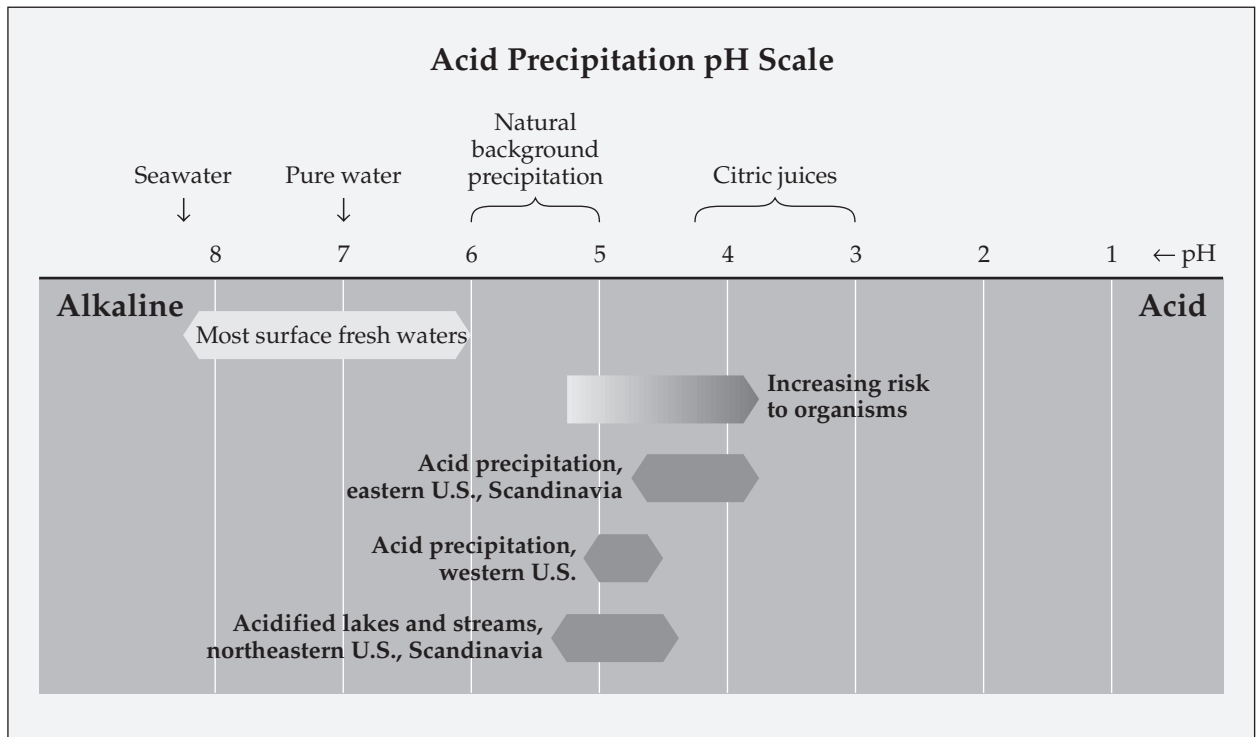 Acid Precipitation pH Scale
Natural
background
precipitation
Seawater
Pure water
Citric juices
8 7 6 5 4 3 2 1 ← pH
Alkaline
Acid
Most surface fresh waters
Increasing risk
to organisms
Acid precipitation,
eastern U.S., Scandinavia
Acid precipitation,
western U.S.
Acidified lakes and streams,
northeastern U.S., Scandinavia